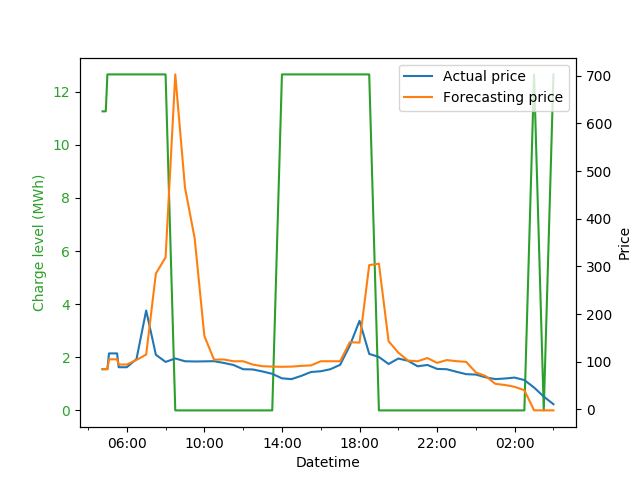 Actual price
Forecasting price
Charge level (MWh)
12
10
8
6
4
2
0
700
600
500
400
300
200
100
0
Price
06:00 10:00 14:00 18:00 22:00 02:00
Datetime